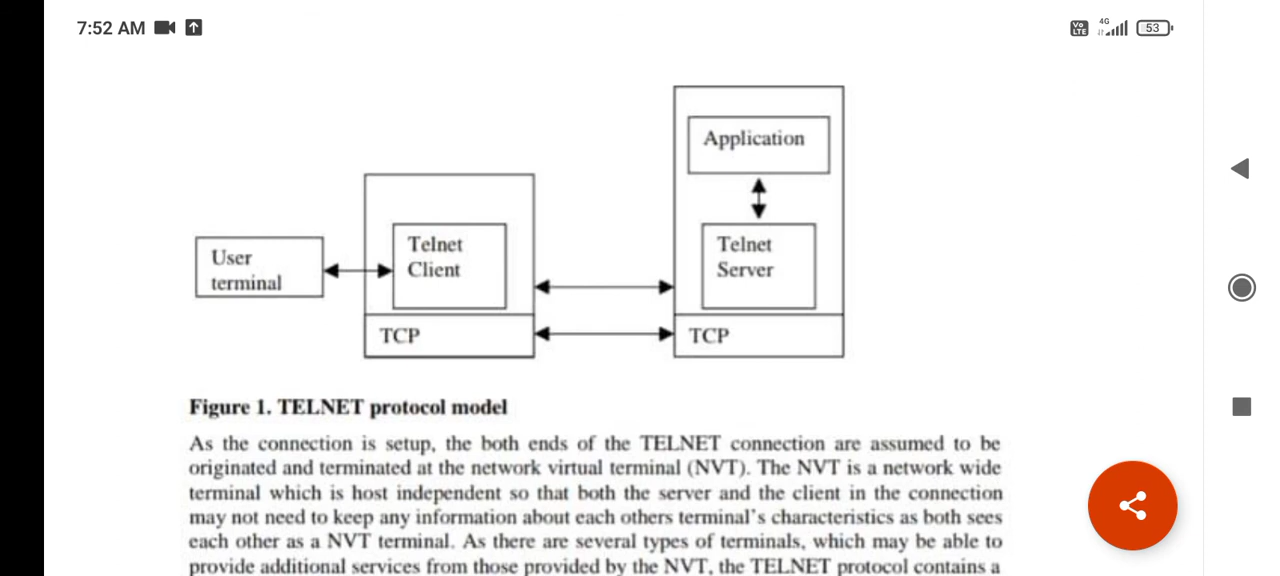 7:52 AM
Vo LTE 4G 53
Application
Telnet
Server
Telnet
Client
User
terminal
TCP
TCP
Figure 1. TELNET protocol model
As the connection is setup, the both ends of the TELNET connection are assumed to be
originated and terminated at the network virtual terminal (NVT). The NVT is a network wide
terminal which is host independent so that both the server and the client in the connection
may not need to keep any information about each others terminal's characteristics as both sees
each other as a NVT terminal. As there are several types of terminals, which may be able to
provide additional services from those provided by the NVT, the TELNET protocol contains a